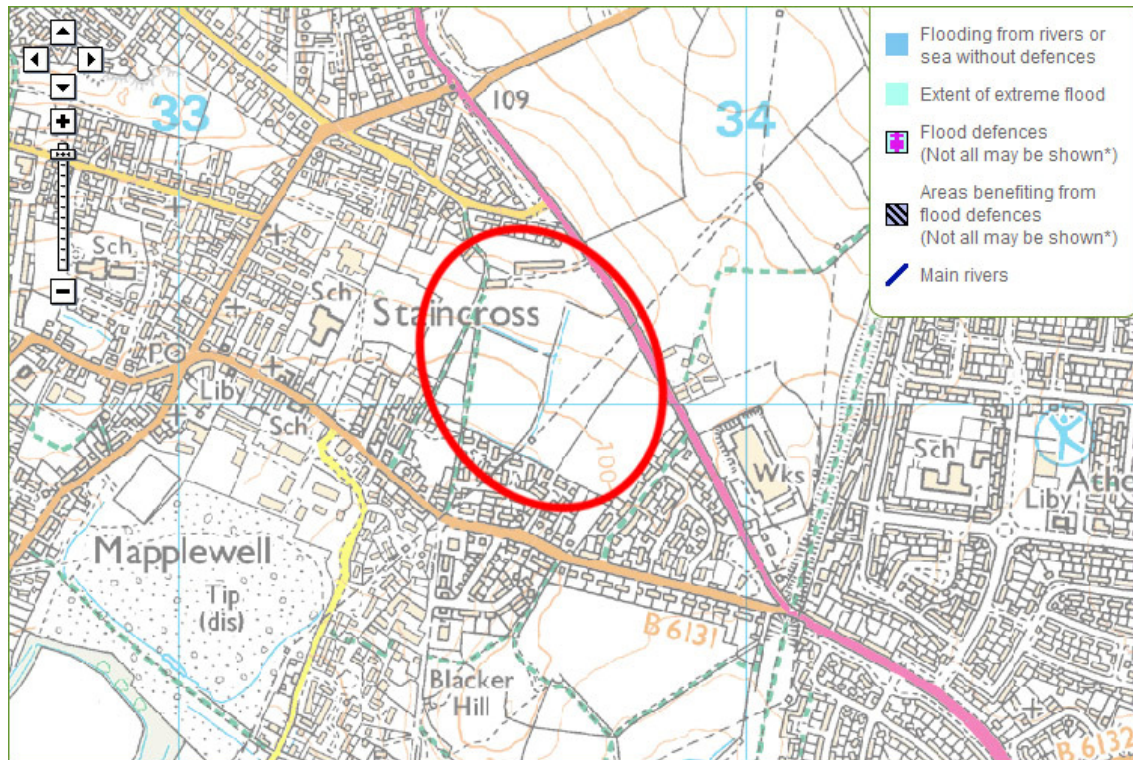 33
109
34
Sch
Sch
Staincross
PO
Liby
Sch
Mapplewell
Tip
(dis)
100
Wks
Sch
Liby
Athe
B 6131
Blacker
Hill
B 6132
Flooding from rivers or
sea without defences
Extent of extreme flood
Flood defences
(Not all may be shown*)
Areas benefiting from
flood defences
(Not all may be shown*)
Main rivers